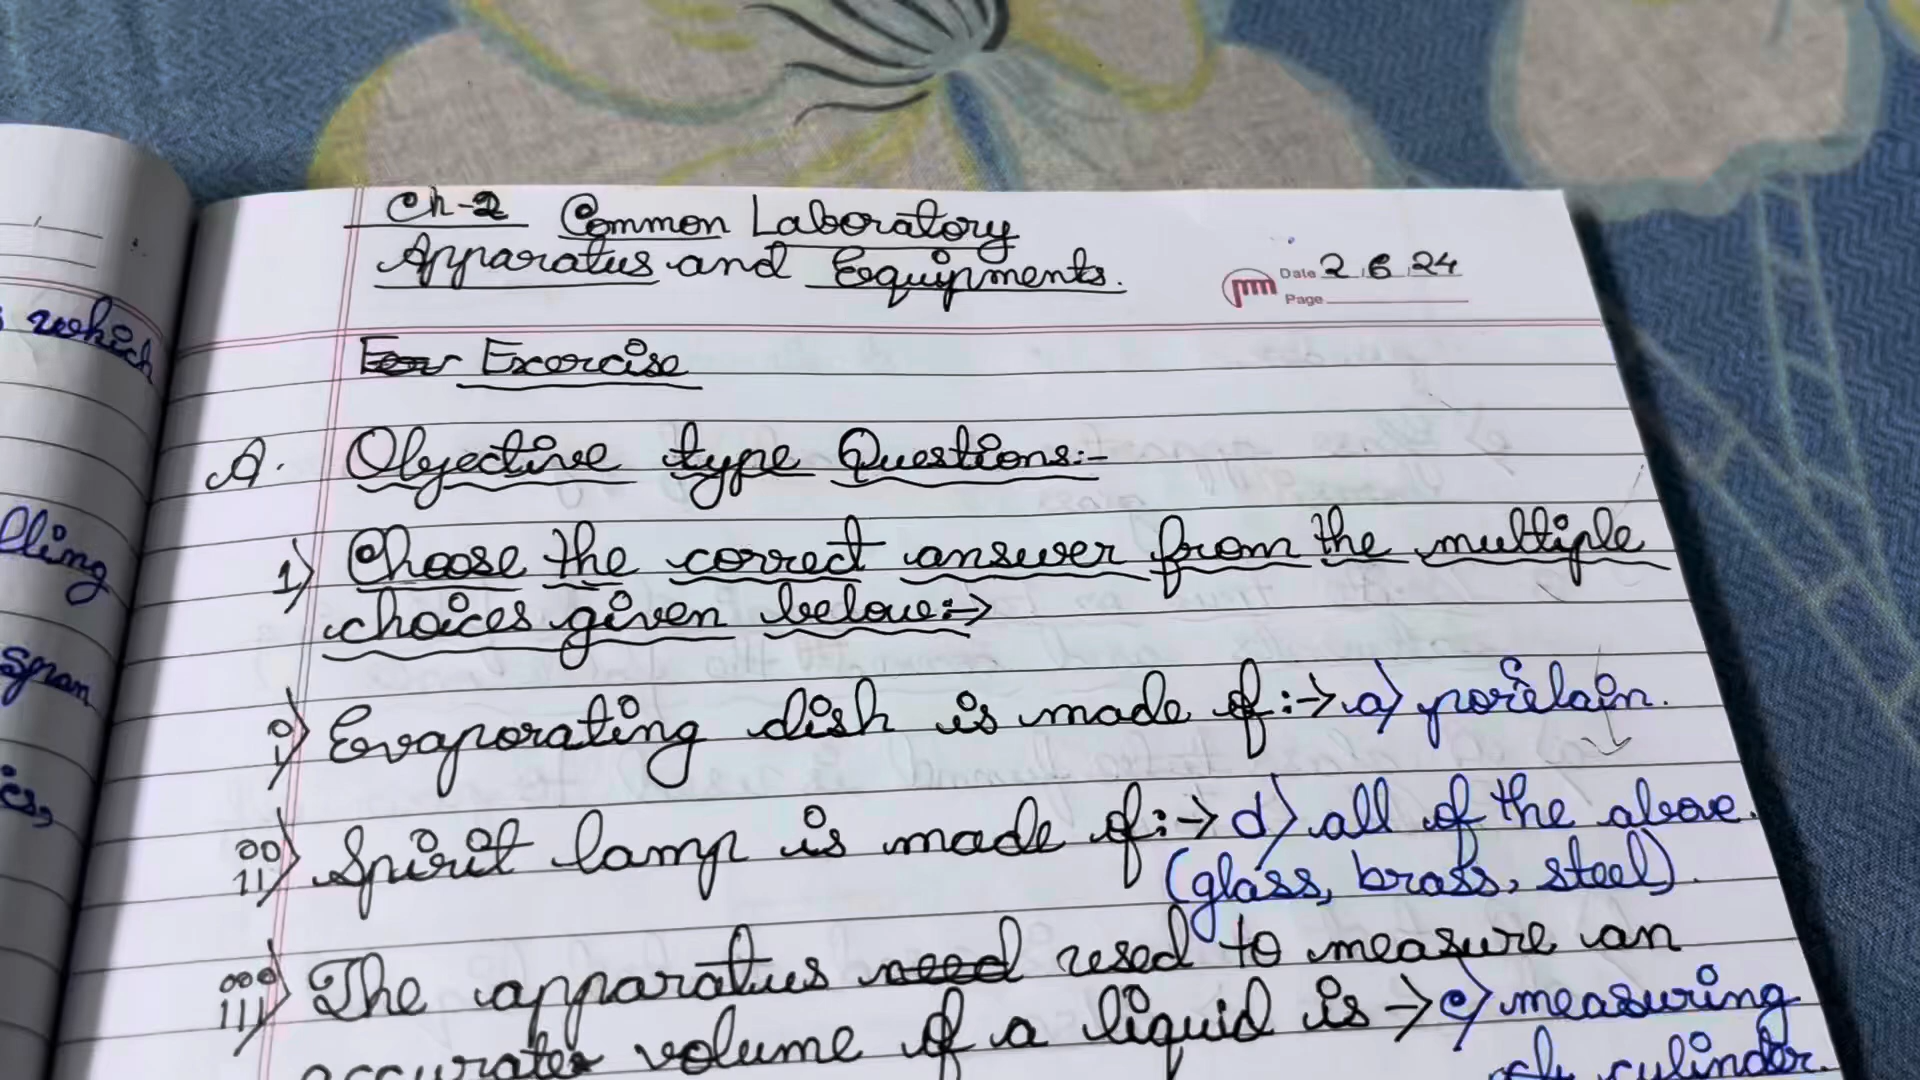 Ch-2 Common Laboratory
Apparatus and Equipments.
Date 2.6.24
Page
Exercise
A. Objective type Questions:-
1) Choose the correct answer from the multiple
choices given below:→
i) Evaporating dish is made of:→ a) porcelain.
ii) Spirit lamp is made of:→ d) all of the above.
(glass, brass, steel).
iii) The apparatus need used to measure an
accurate volume of a liquid is → c) measuring
cylinder.
which
lling